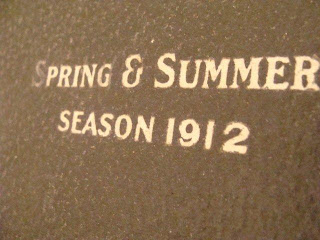 SPRING & SUMMER
SEASON 1912